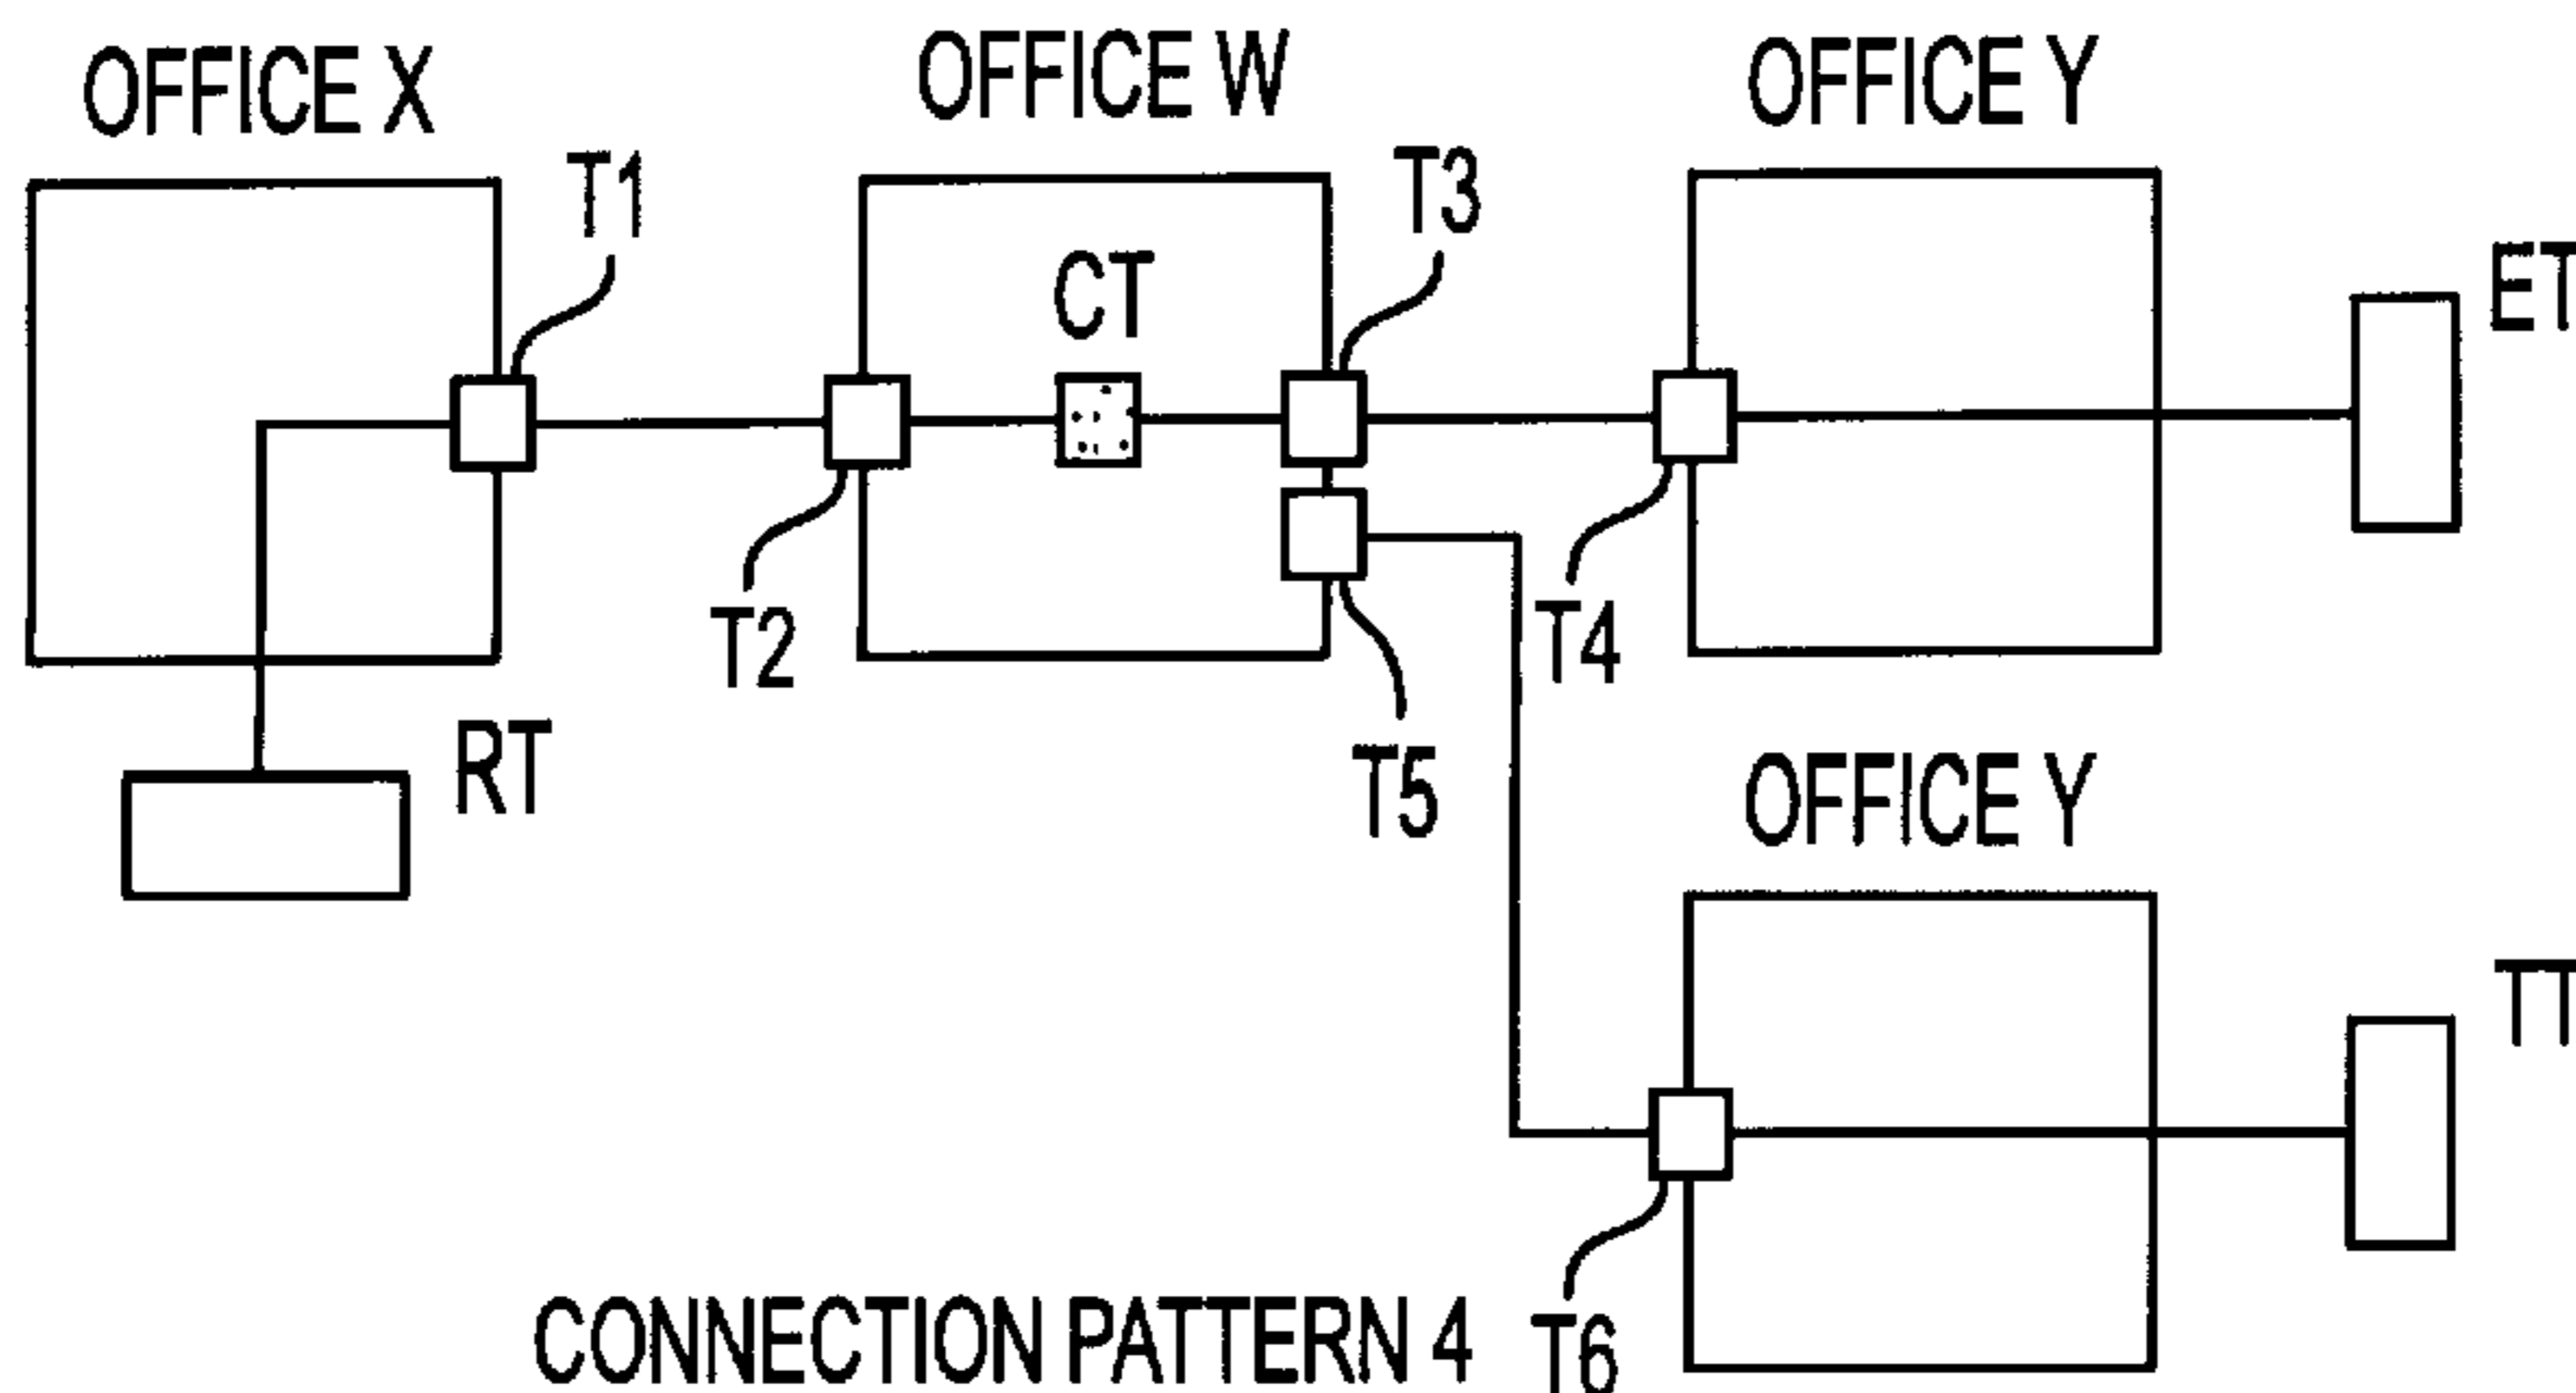 OFFICE X
OFFICE W
OFFICE Y
T1
T3
CT
ET
T2
T4
RT
T5
OFFICE Y
TT
T6
CONNECTION PATTERN 4